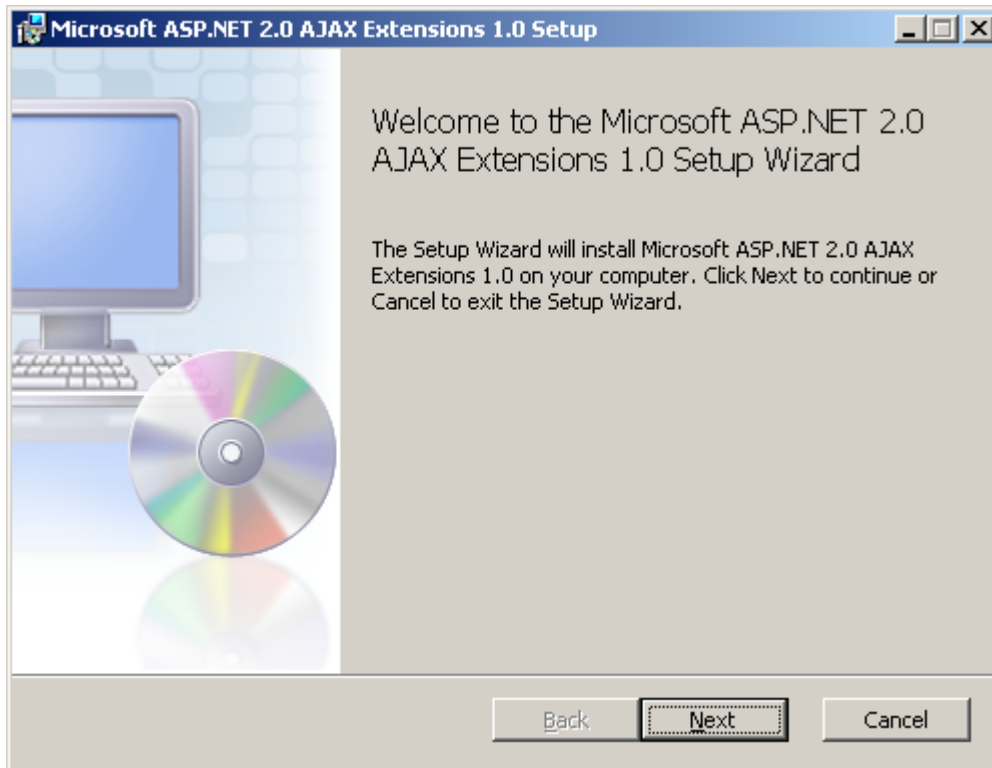 Microsoft ASP.NET 2.0 AJAX Extensions 1.0 Setup
Welcome to the Microsoft ASP.NET 2.0
AJAX Extensions 1.0 Setup Wizard
The Setup Wizard will install Microsoft ASP.NET 2.0 AJAX
Extensions 1.0 on your computer. Click Next to continue or
Cancel to exit the Setup Wizard.
Back
Next
Cancel